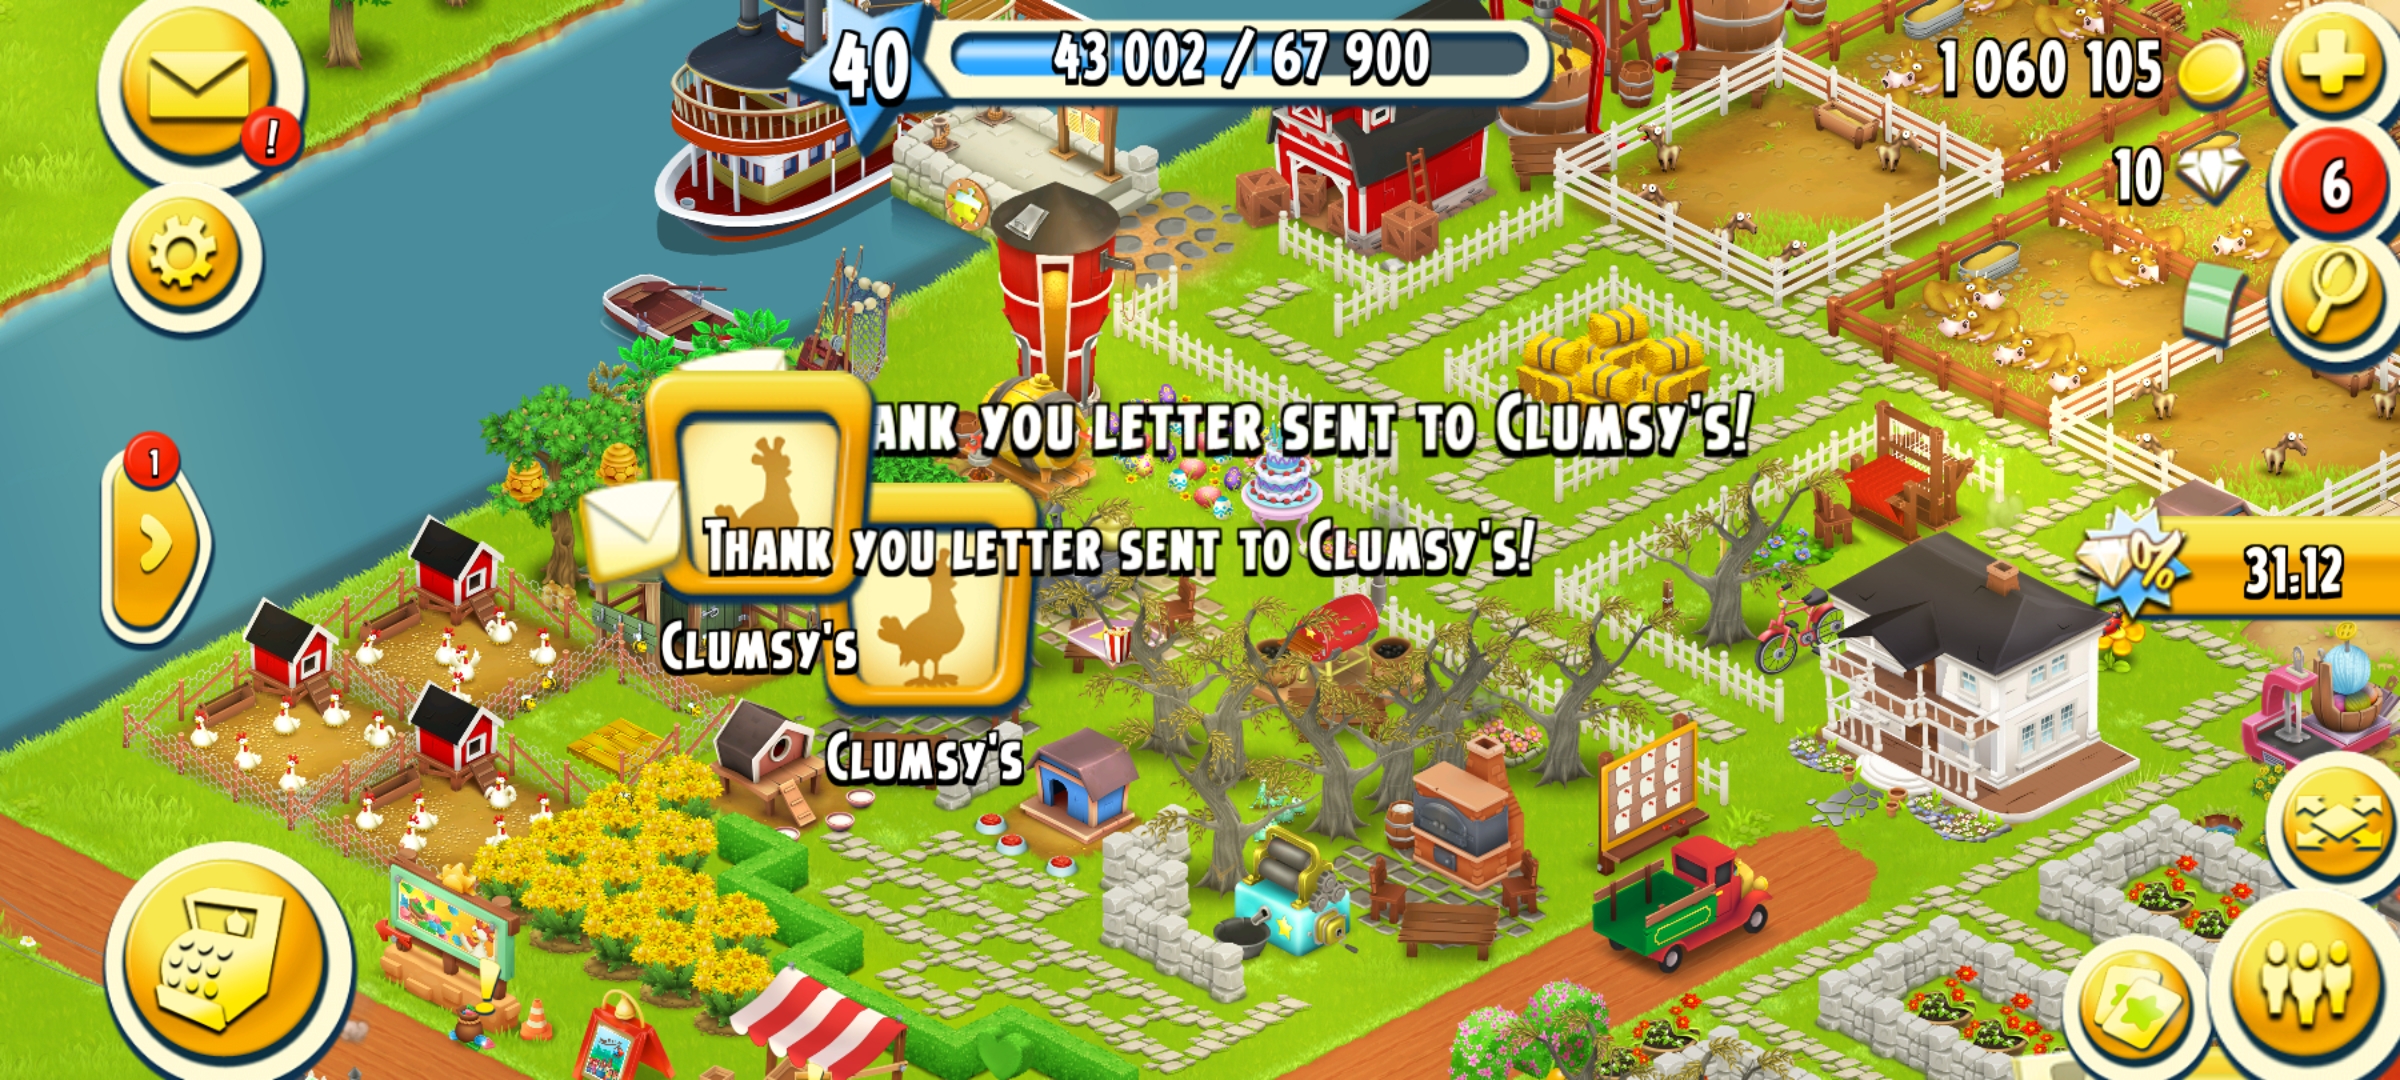 40
43 002 / 67 900
1 060 105
10
6
!
1
ANK YOU LETTER SENT TO CLUMSY'S!
THANK YOU LETTER SENT TO CLUMSY'S!
%
31:12
CLUMSY'S
CLUMSY'S